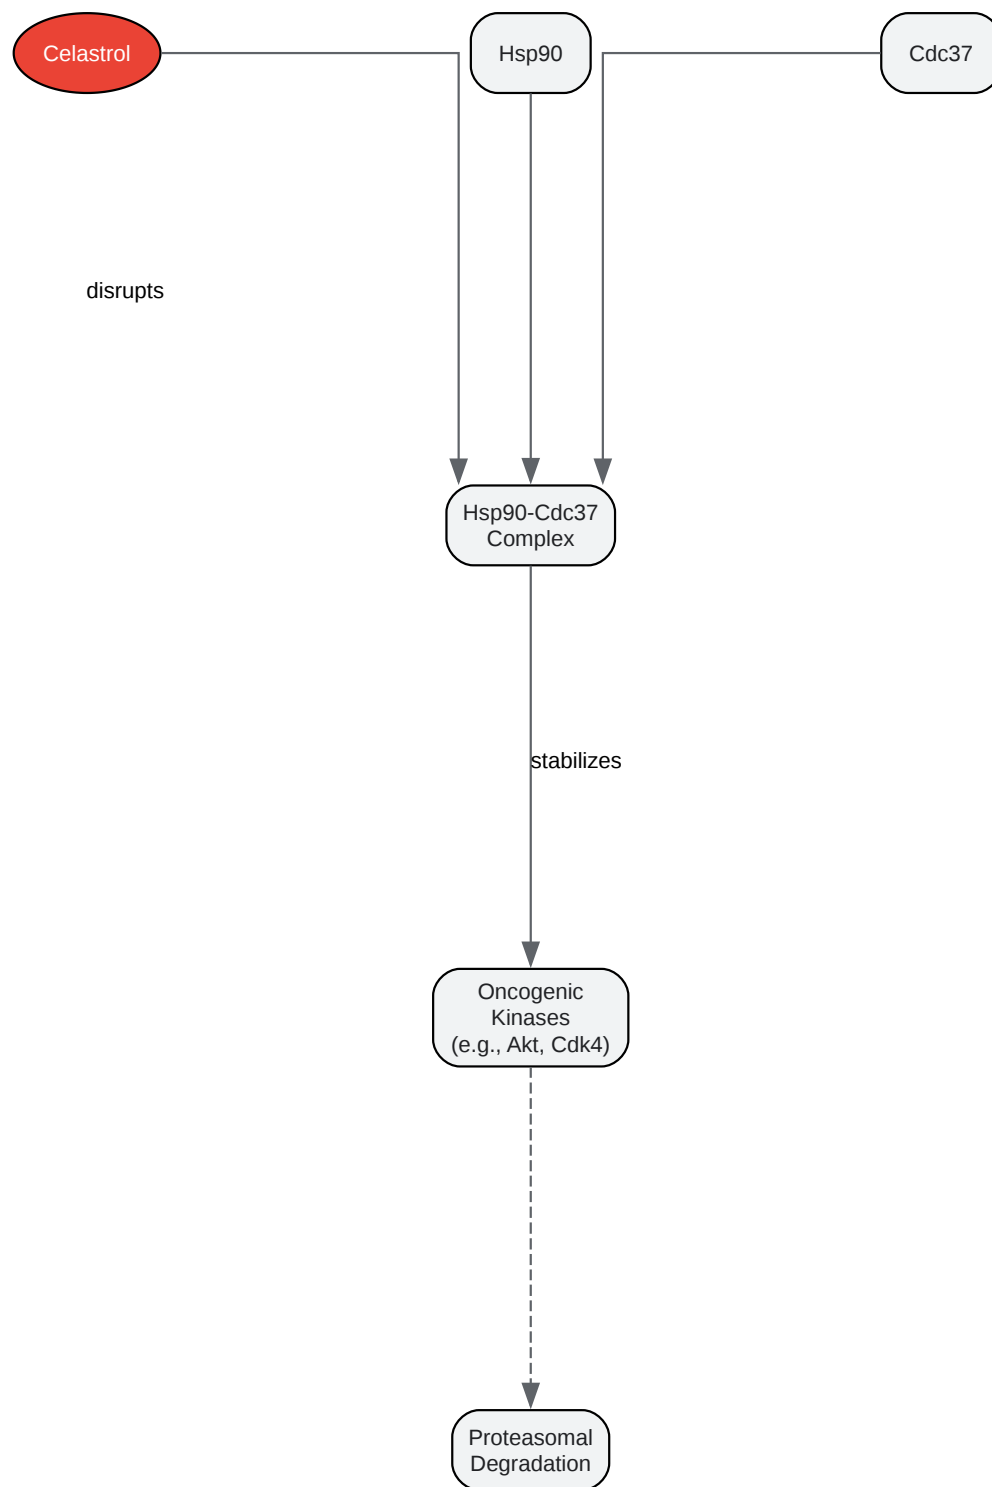 Celastrol
Hsp90
Cdc37
disrupts
Hsp90-Cdc37
Complex
stabilizes
Oncogenic
Kinases
(e.g., Akt, Cdk4)
Proteasomal
Degradation